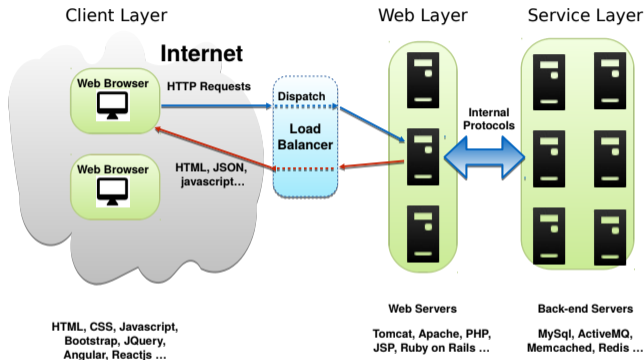 Client Layer
Web Layer
Service Layer
Internet
Web Browser
HTTP Requests
Dispatch
Load
Balancer
Internal
Protocols
Web Browser
HTML, JSON,
javascript...
Web Servers
Back-end Servers
HTML, CSS, Javascript,
Bootstrap, JQuery,
Angular, Reactjs ...
Tomcat, Apache, PHP,
JSP, Ruby on Rails ...
MySql, ActiveMQ,
Memcached, Redis ...